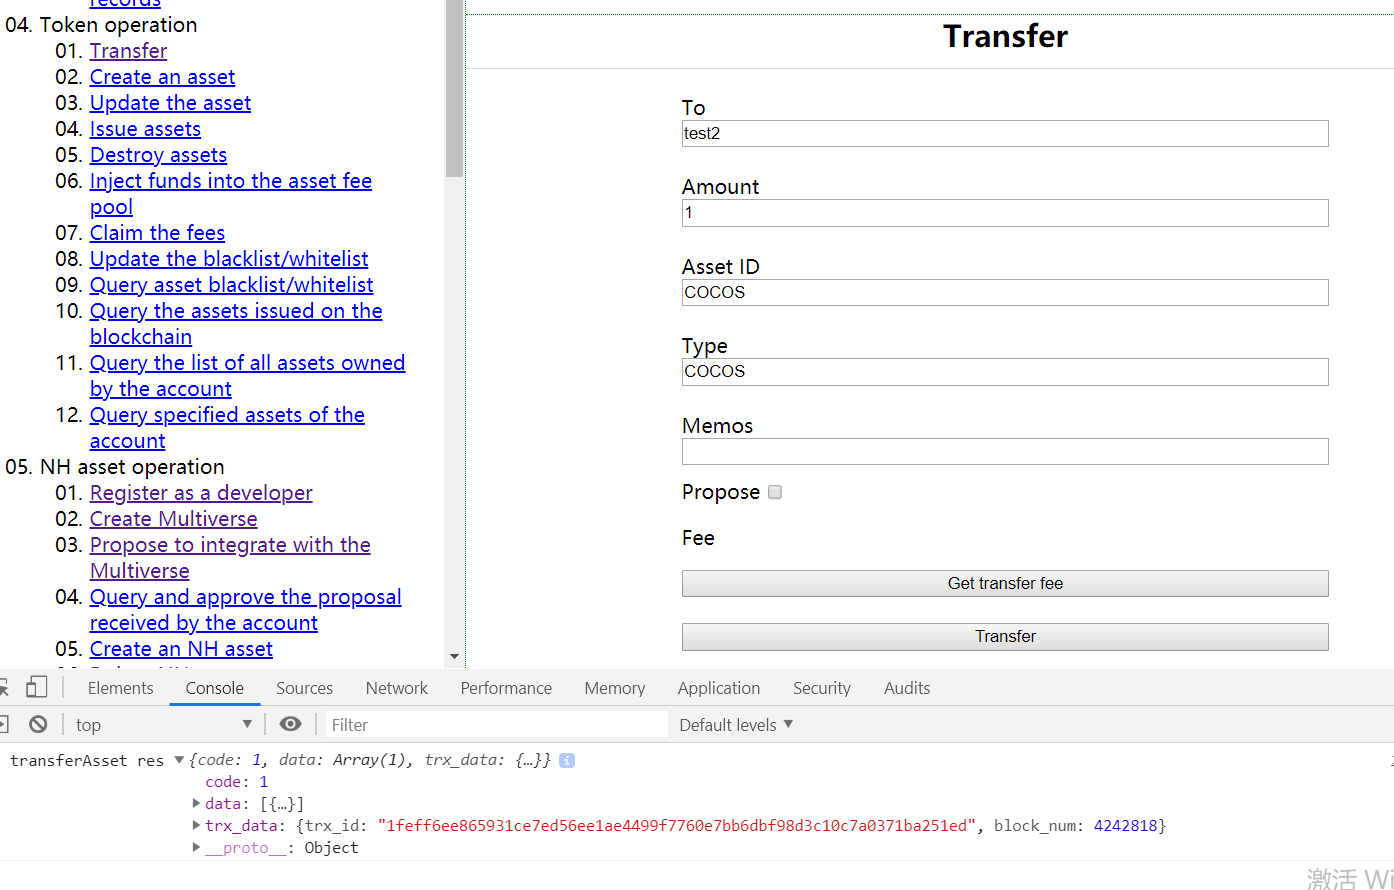 records
04. Token operation
01. Transfer
02. Create an asset
03. Update the asset
04. Issue assets
05. Destroy assets
06. Inject funds into the asset fee
pool
07. Claim the fees
08. Update the blacklist/whitelist
09. Query asset blacklist/whitelist
10. Query the assets issued on the
blockchain
11. Query the list of all assets owned
by the account
12. Query specified assets of the
account
05. NH asset operation
01. Register as a developer
02. Create Multiverse
03. Propose to integrate with the
Multiverse
04. Query and approve the proposal
received by the account
05. Create an NH asset
Transfer
To
test2
Amount
1
Asset ID
COCOS
Type
COCOS
Memos
Propose
Fee
Get transfer fee
Transfer
Elements Console Sources Network Performance Memory Application Security Audits
top Filter Default levels
transferAsset res {code: 1, data: Array(1), trx_data: {…}} i
code: 1
data: [{…}]
trx_data: {trx_id: "1feff6ee865931ce7ed56ee1ae4499f7760e7bb6dbf98d3c10c7a0371ba251ed", block_num: 4242818}
__proto__: Object
激活 Wi